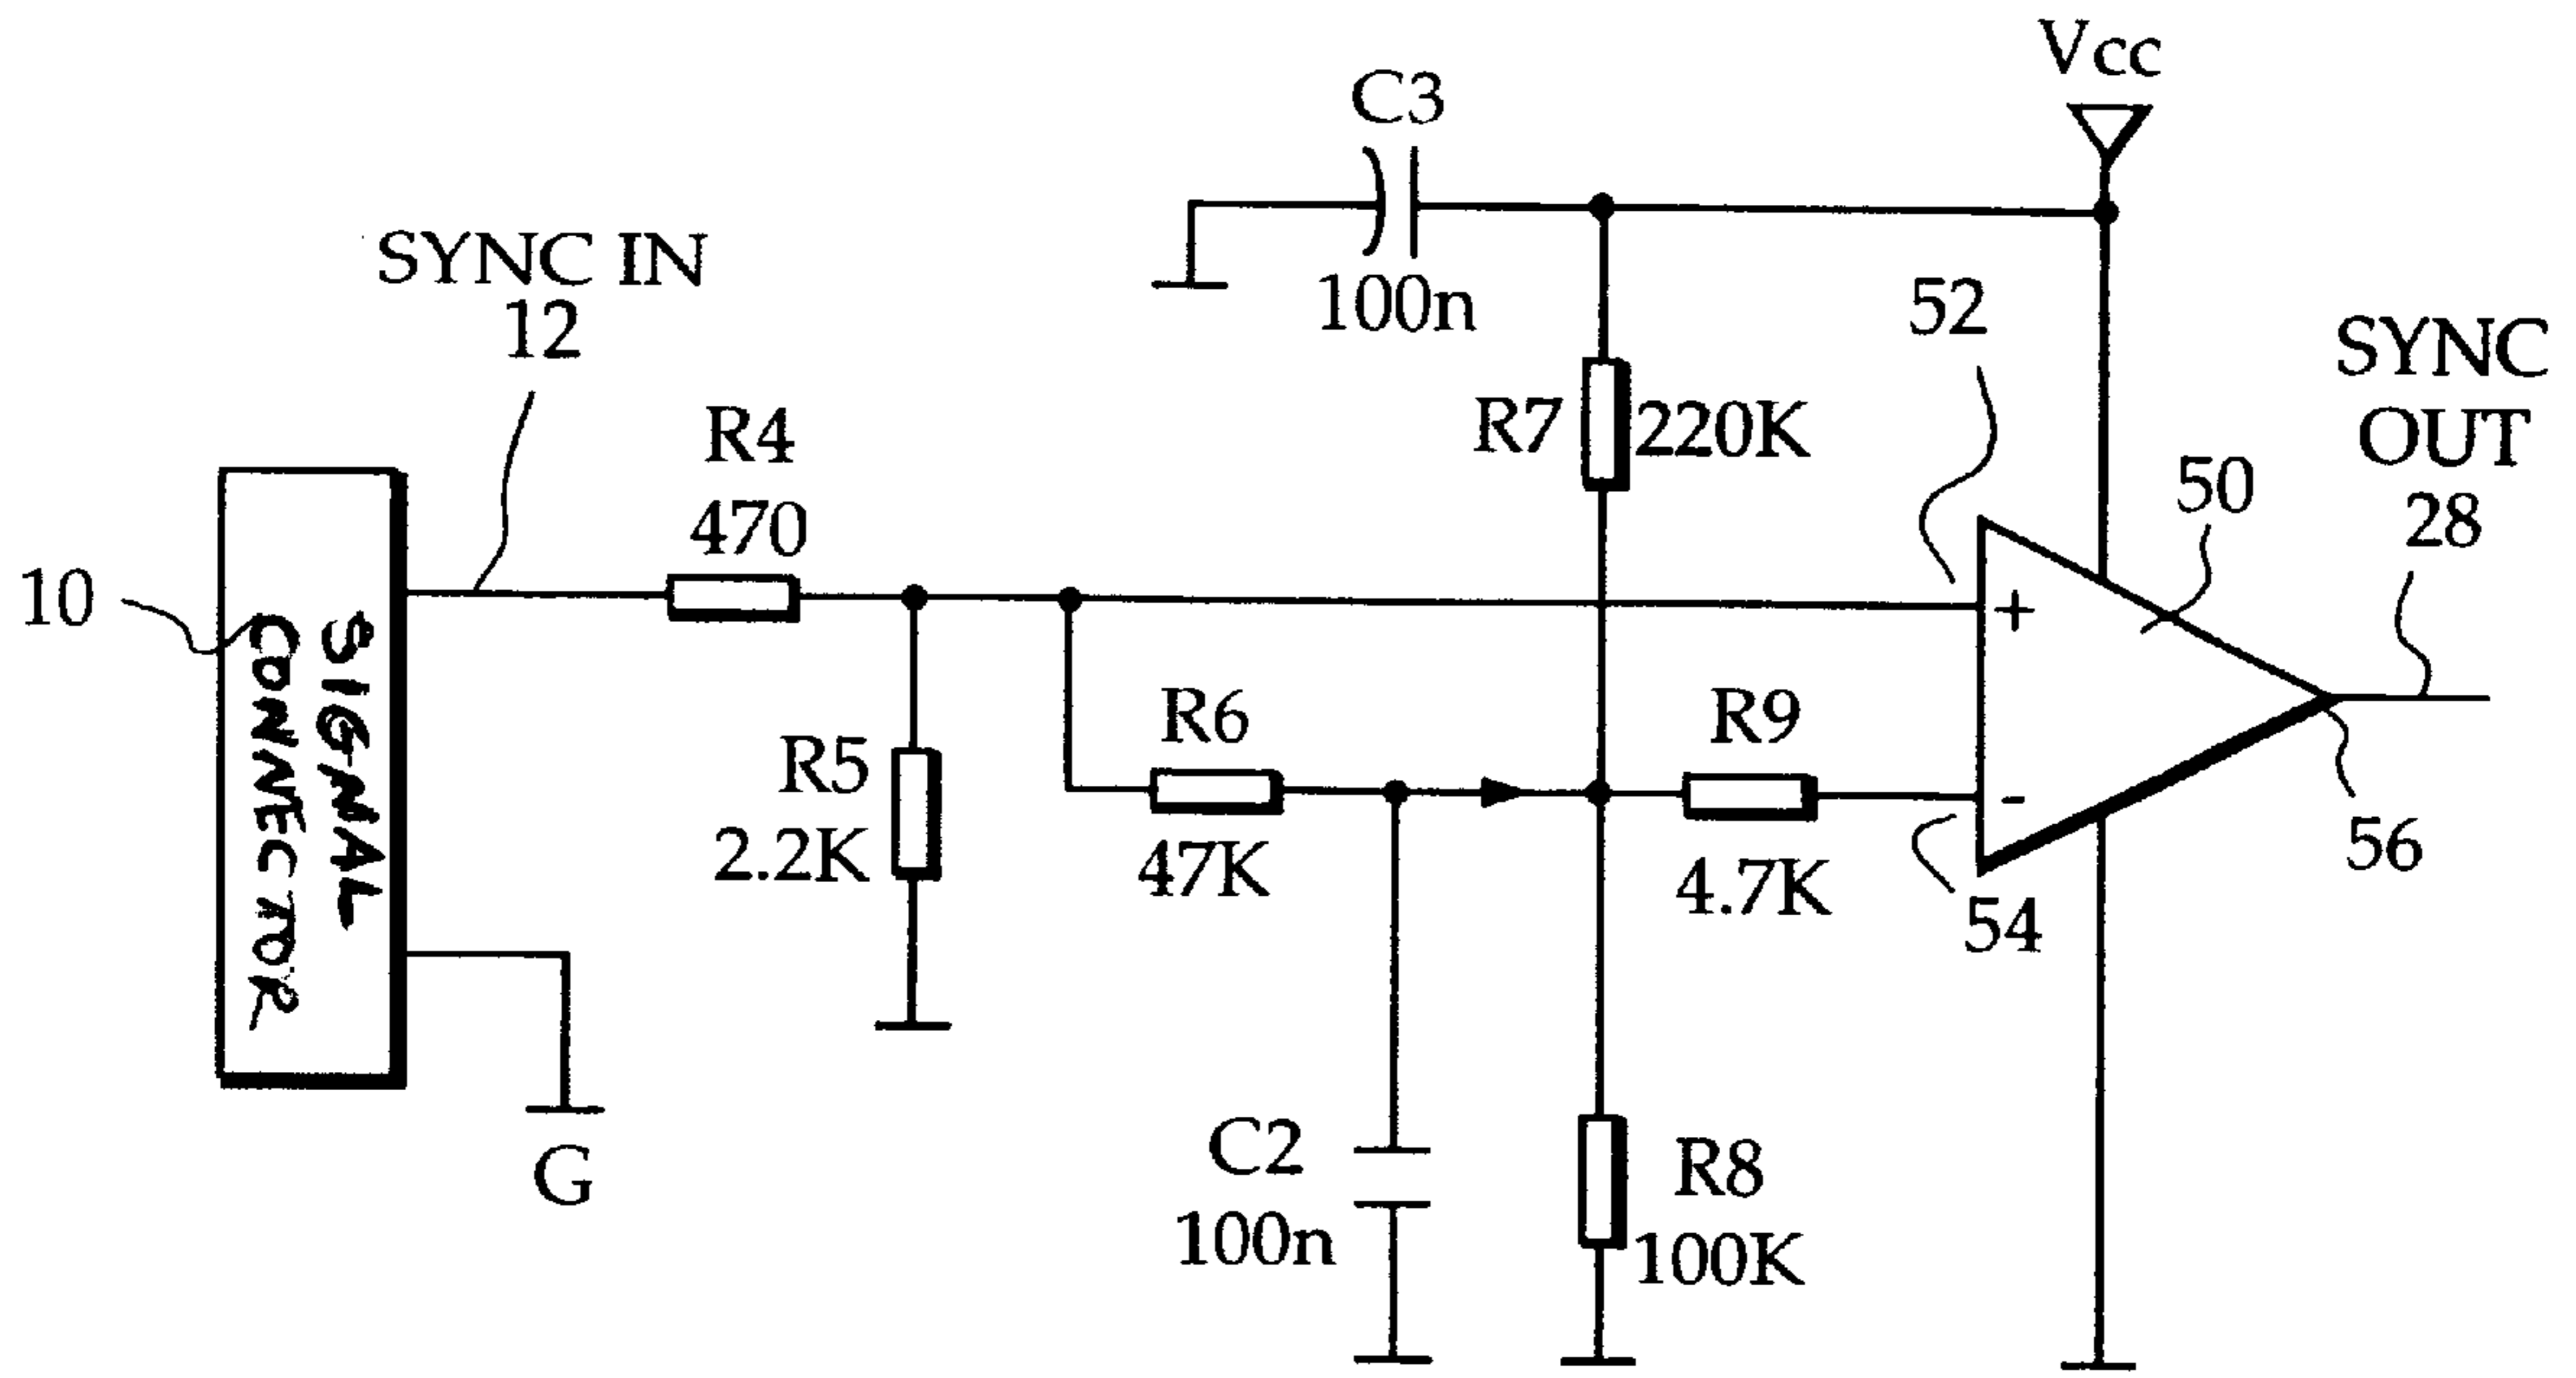 Vcc
C3
100n
SYNC IN
12
52
SYNC
OUT
28
R4
470
R7
220K
50
10
SIGNAL
CONNECTOR
+
R5
2.2K
R6
47K
R9
4.7K
-
54
56
G
C2
100n
R8
100K